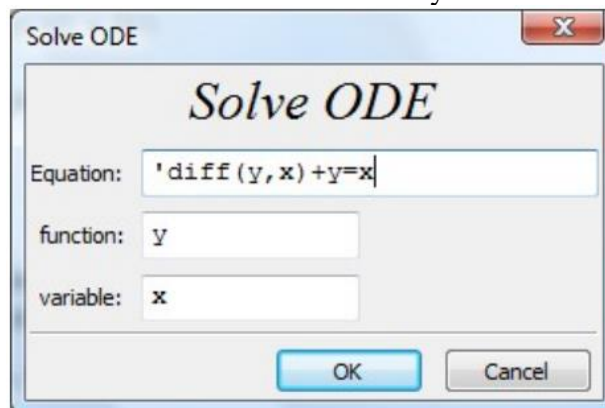 Solve ODE
Solve ODE
Equation: 'diff(y,x)+y=x
function: y
variable: x
OK Cancel